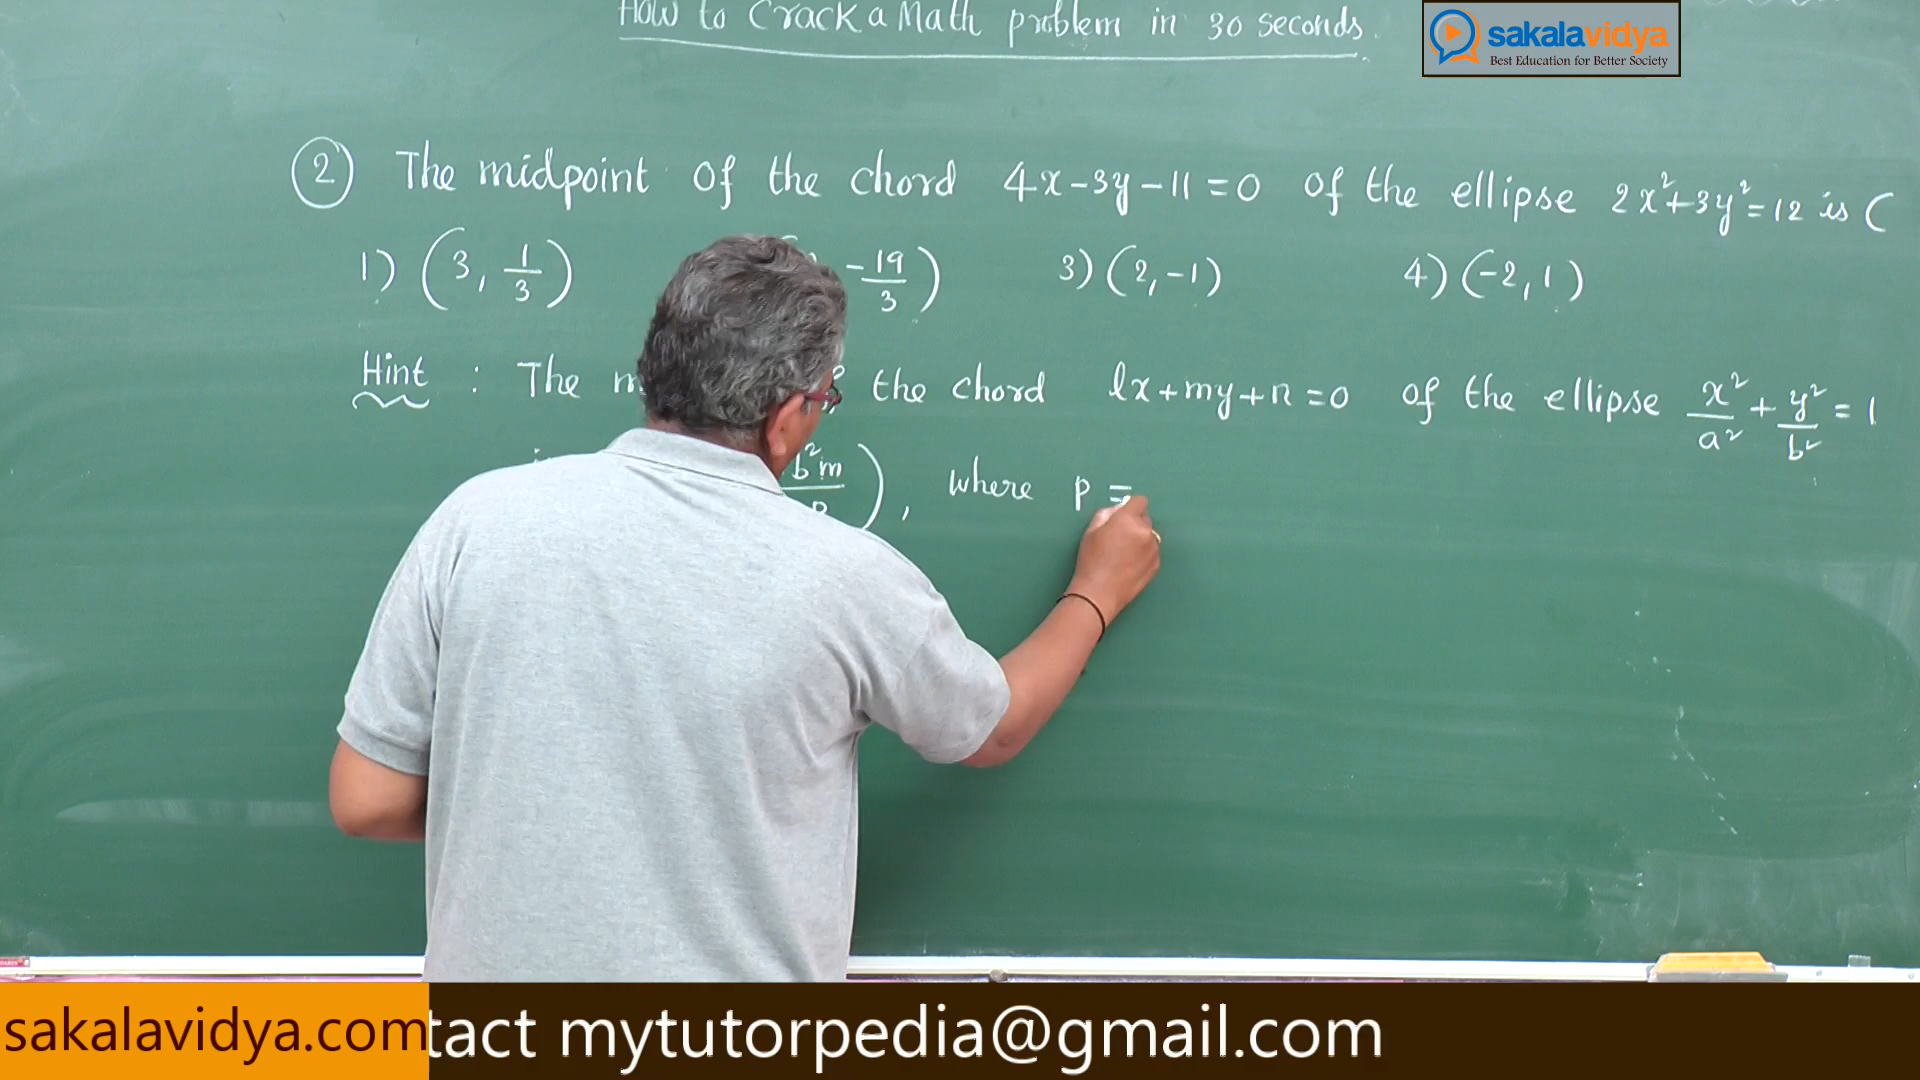 How to Crack a Math problem in 30 seconds.
sakalavidya
Best Education for Better Society
2 The midpoint of the chord 4x-3y-11=0 of the ellipse 2x²+3y²=12 is (
1) (3, 1/3) -19/3) 3) (2,-1) 4) (-2, 1)
Hint : The the chord lx+my+n=0 of the ellipse x²/a² + y²/b² = 1
b²m/p), where p =
sakalavidya.com tact mytutorpedia@gmail.com